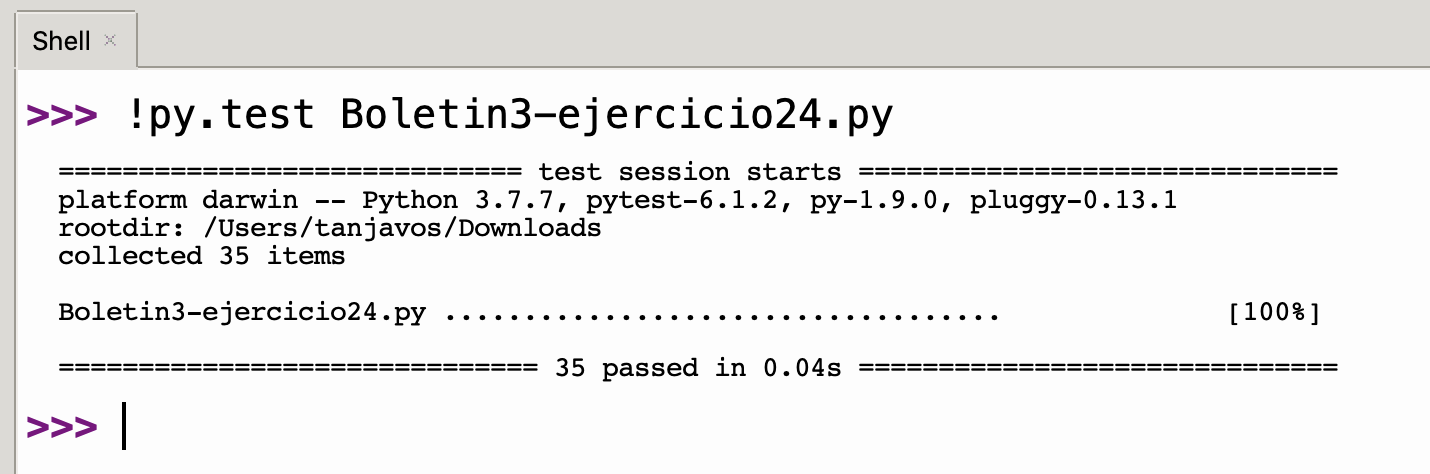 Shell ×
>>> !py.test Boletin3-ejercicio24.py
============================= test session starts ==============================
platform darwin -- Python 3.7.7, pytest-6.1.2, py-1.9.0, pluggy-0.13.1
rootdir: /Users/tanjavos/Downloads
collected 35 items
Boletin3-ejercicio24.py ................................... [100%]
============================== 35 passed in 0.04s ==============================
>>>